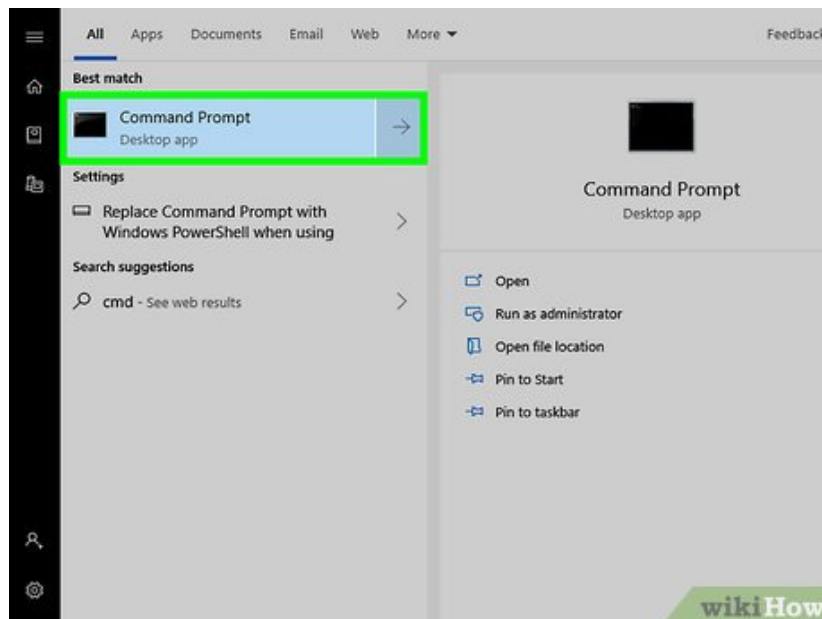 All Apps Documents Email Web More Feedback
Best match
Command Prompt
Desktop app
Settings
Replace Command Prompt with
Windows PowerShell when using
Search suggestions
cmd - See web results
Command Prompt
Desktop app
Open
Run as administrator
Open file location
Pin to Start
Pin to taskbar
wikiHow